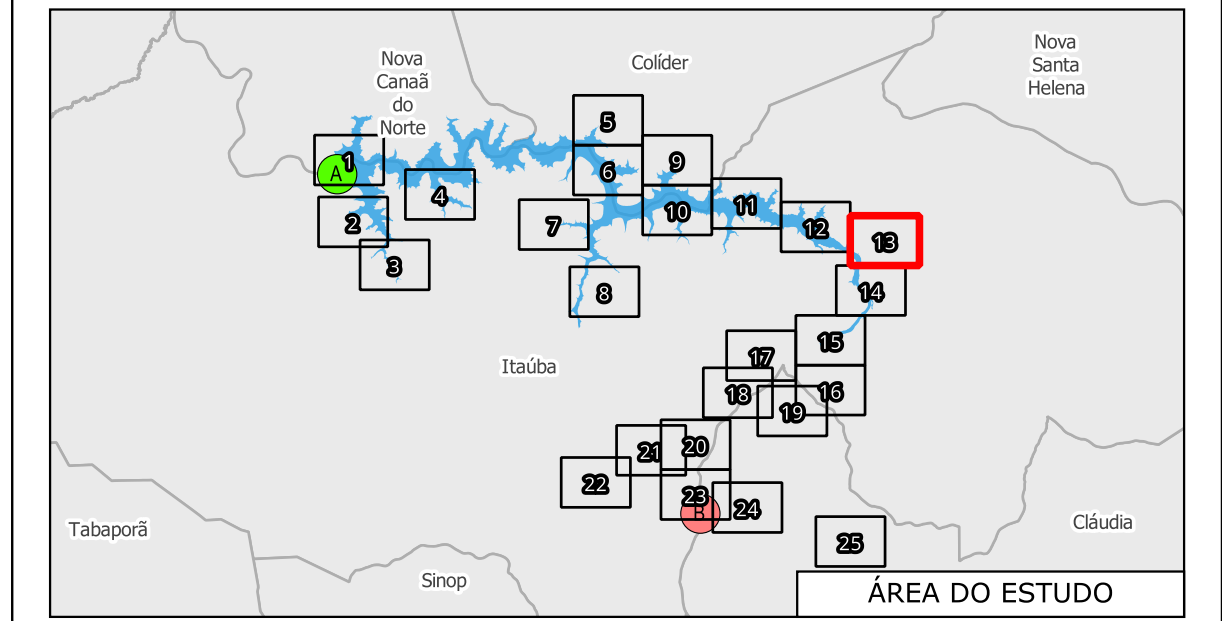 Nova
Canaã
do
Norte
Colíder
Nova
Santa
Helena
5
1
A
6
9
4
2
7
10
11
12
13
3
8
14
15
17
Itaúba
18
16
19
20
21
22
23
B
24
25
Tabaporã
Cláudia
Sinop
ÁREA DO ESTUDO